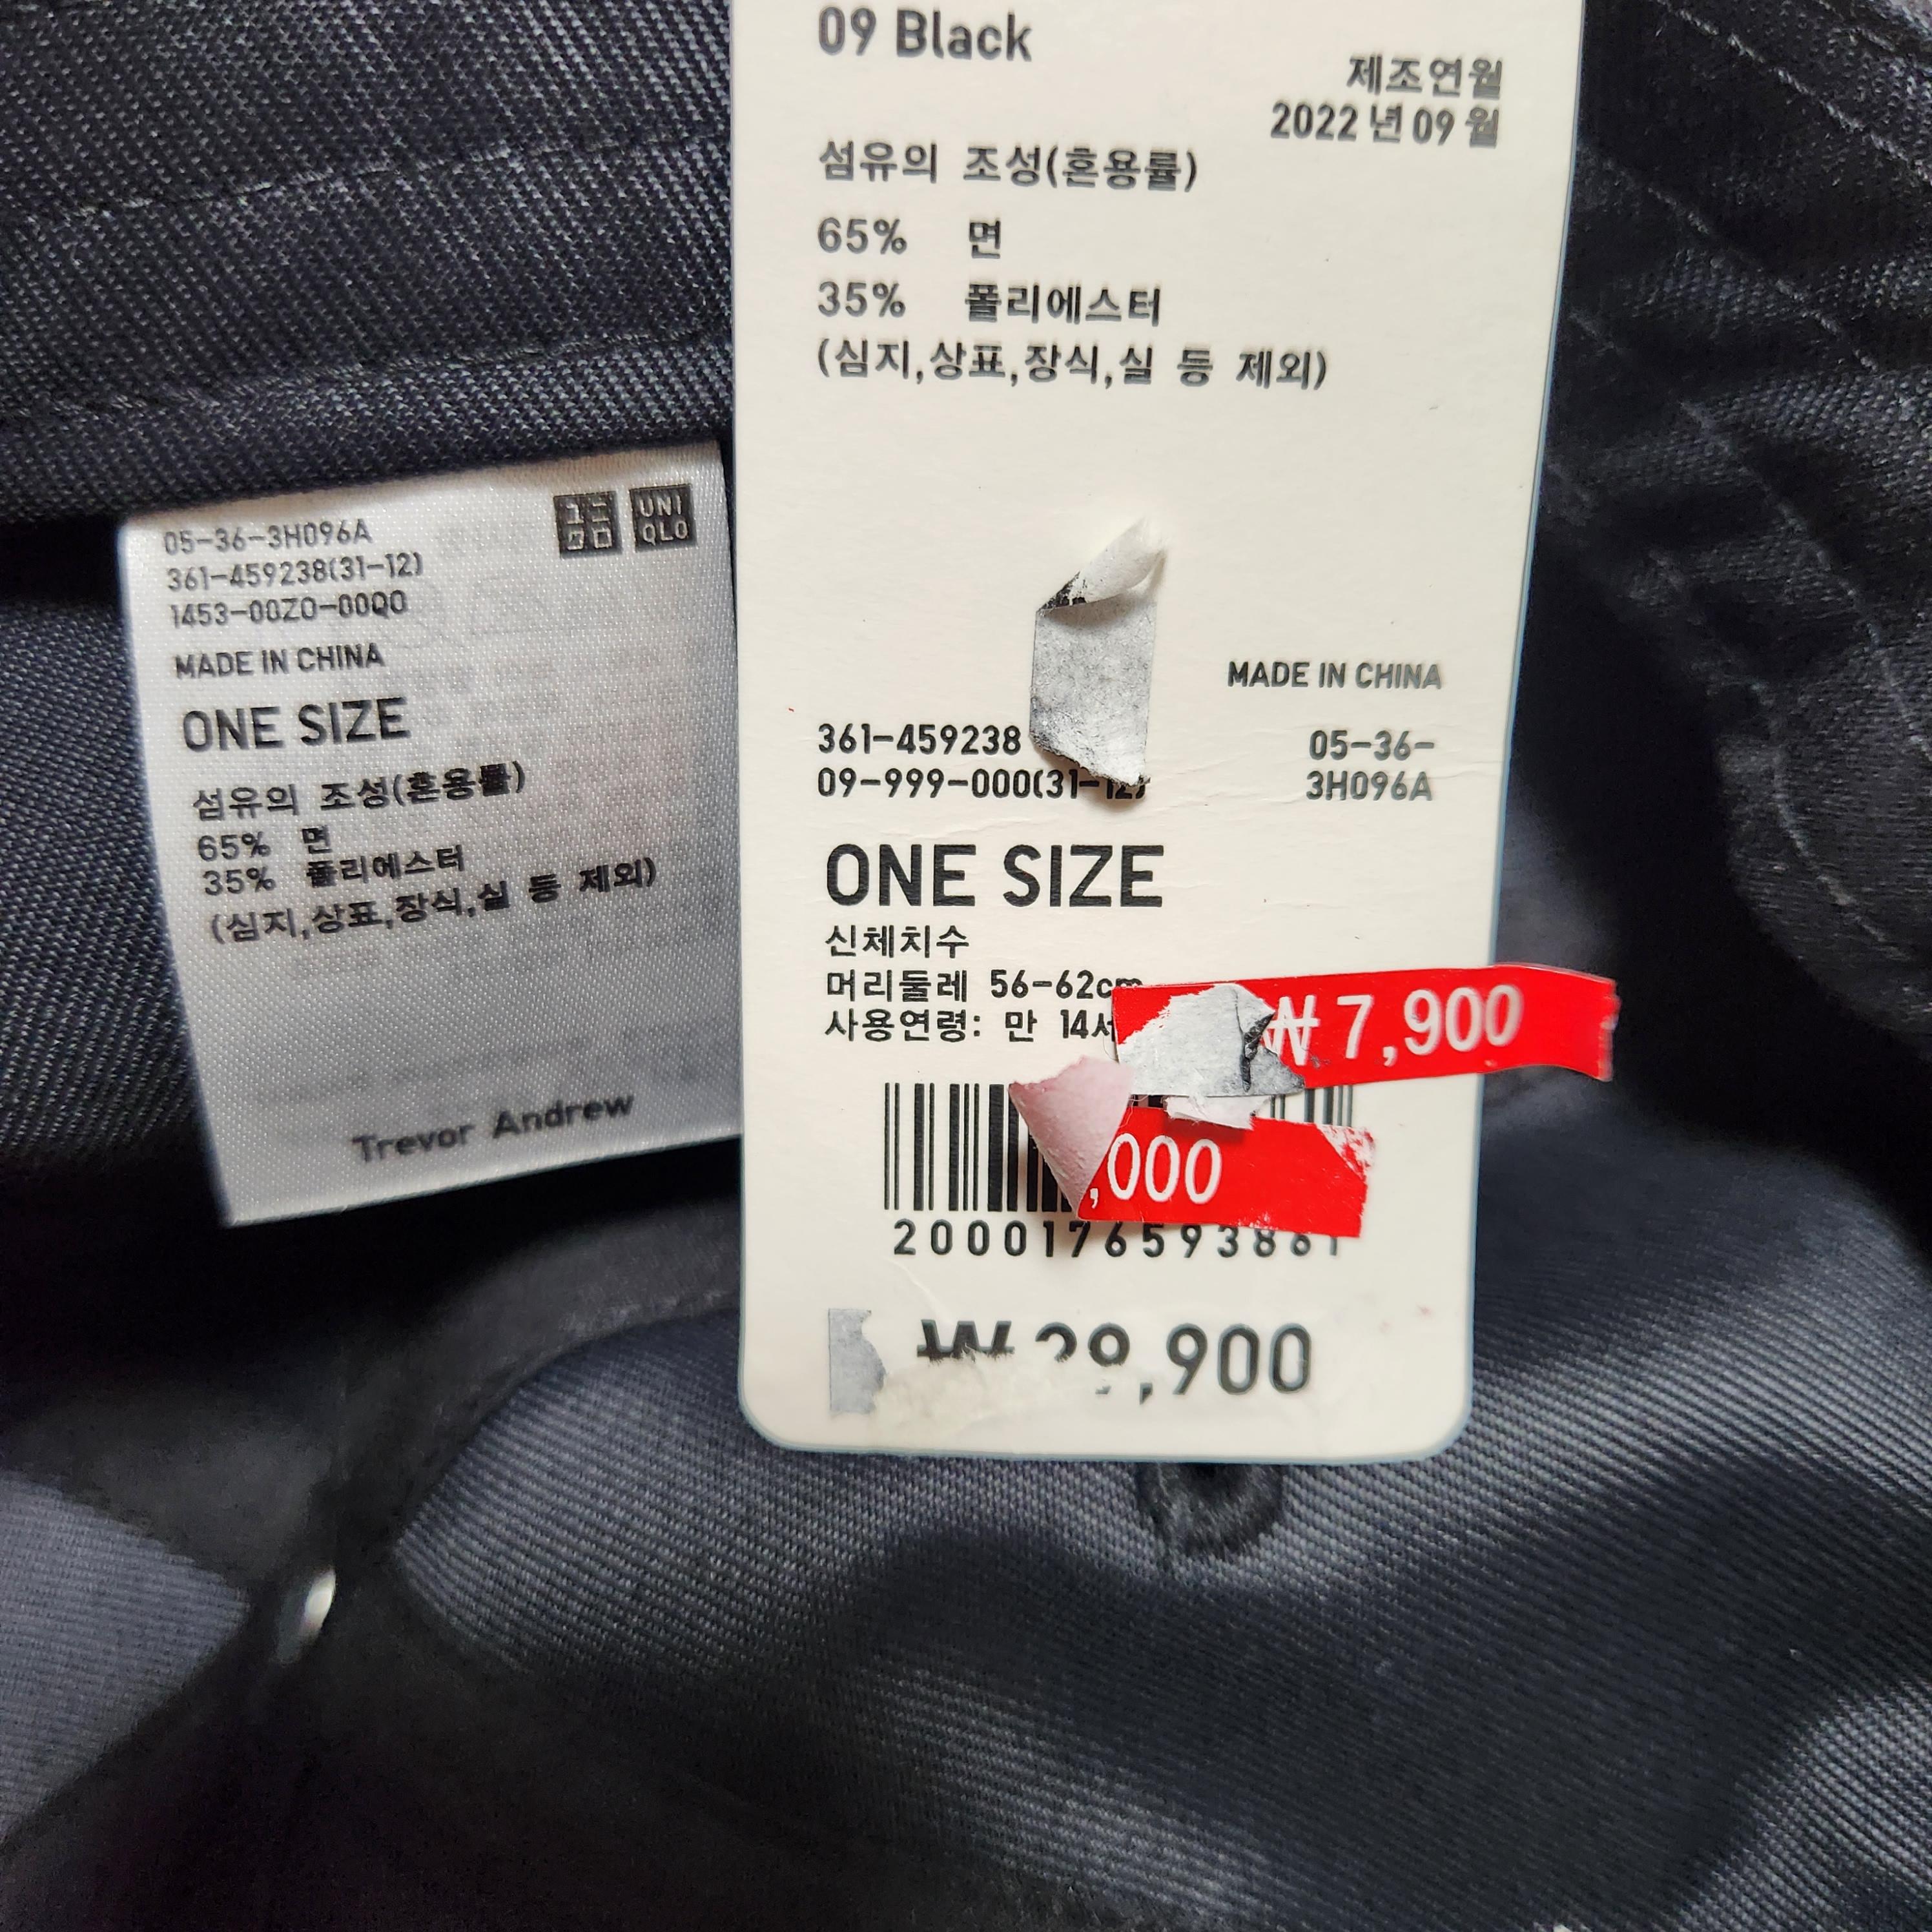 05-36-3H096A
361-459238(31-12)
1453-00Z0-00Q0
UNI
QLO
MADE IN CHINA
ONE SIZE
섬유의 조성(혼용률)
65% 면
35% 폴리에스터
(심지,상표,장식,실 등 제외)
Trevor Andrew
09 Black
제조연월
2022년09월
섬유의 조성(혼용률)
65% 면
35% 폴리에스터
(심지,상표,장식,실 등 제외)
MADE IN CHINA
361-459238
09-999-000(31-12)
05-36-
3H096A
ONE SIZE
신체치수
머리둘레 56-62cm
사용연령: 만 14
₩ 7,900
,000
,900